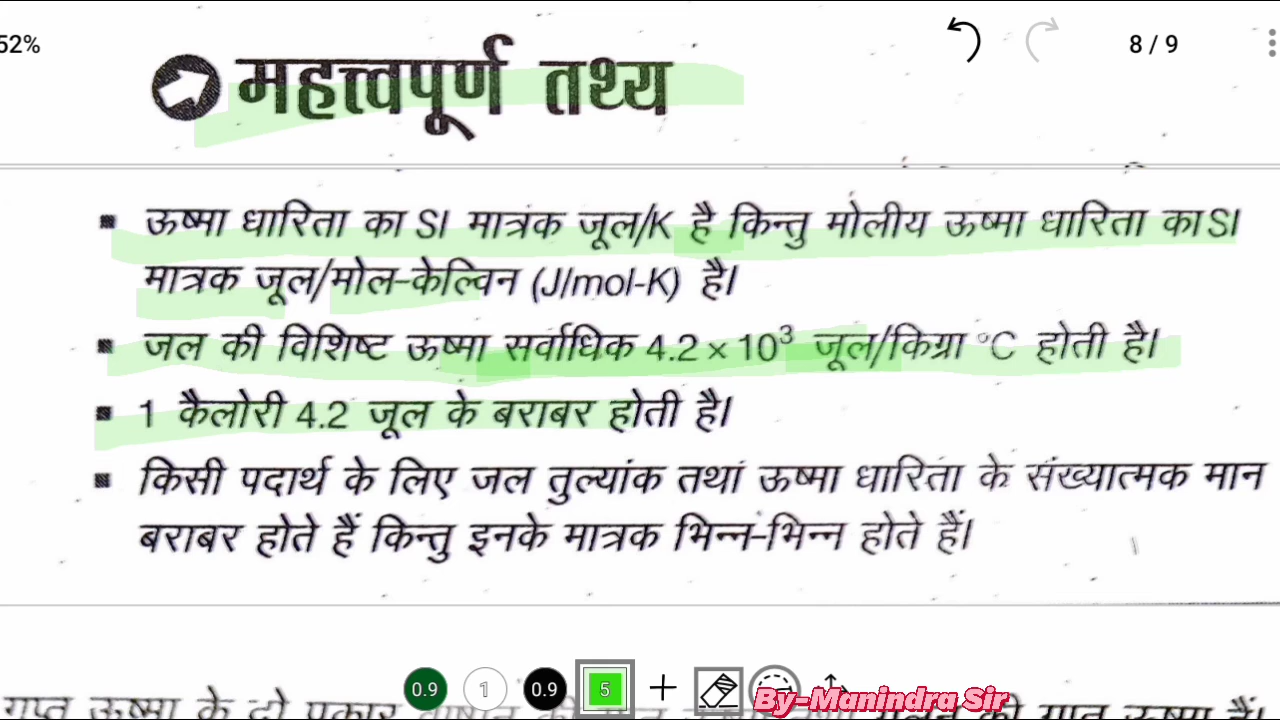 52%
8 / 9
महत्त्वपूर्ण तथ्य
▪ ऊष्मा धारिता का SI मात्रंक जूल/K है किन्तु मोलीय ऊष्मा धारिता का SI
मात्रक जूल/मोल-केल्विन (J/mol-K) है।
▪ जल की विशिष्ट ऊष्मा सर्वाधिक 4.2 × 10³ जूल/किग्रा °C होती है।
▪ 1 कैलोरी 4.2 जूल के बराबर होती है।
▪ किसी पदार्थ के लिए जल तुल्यांक तथां ऊष्मा धारिता के संख्यात्मक मान
बराबर होते हैं किन्तु इनके मात्रक भिन्न-भिन्न होते हैं।
0.9 1 0.9 5
By-Manindra Sir
गुप्त ऊष्मा के दो प्रकार की गुप्त ऊष्मा हैं।